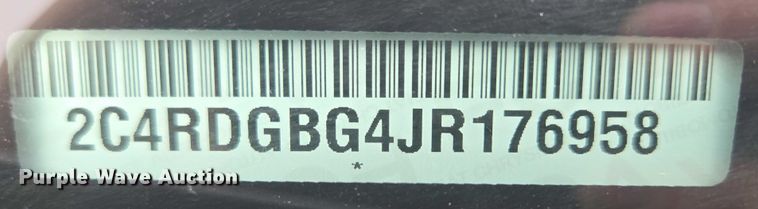 2C4RDGBG4JR176958
*
Purple Wave Auction